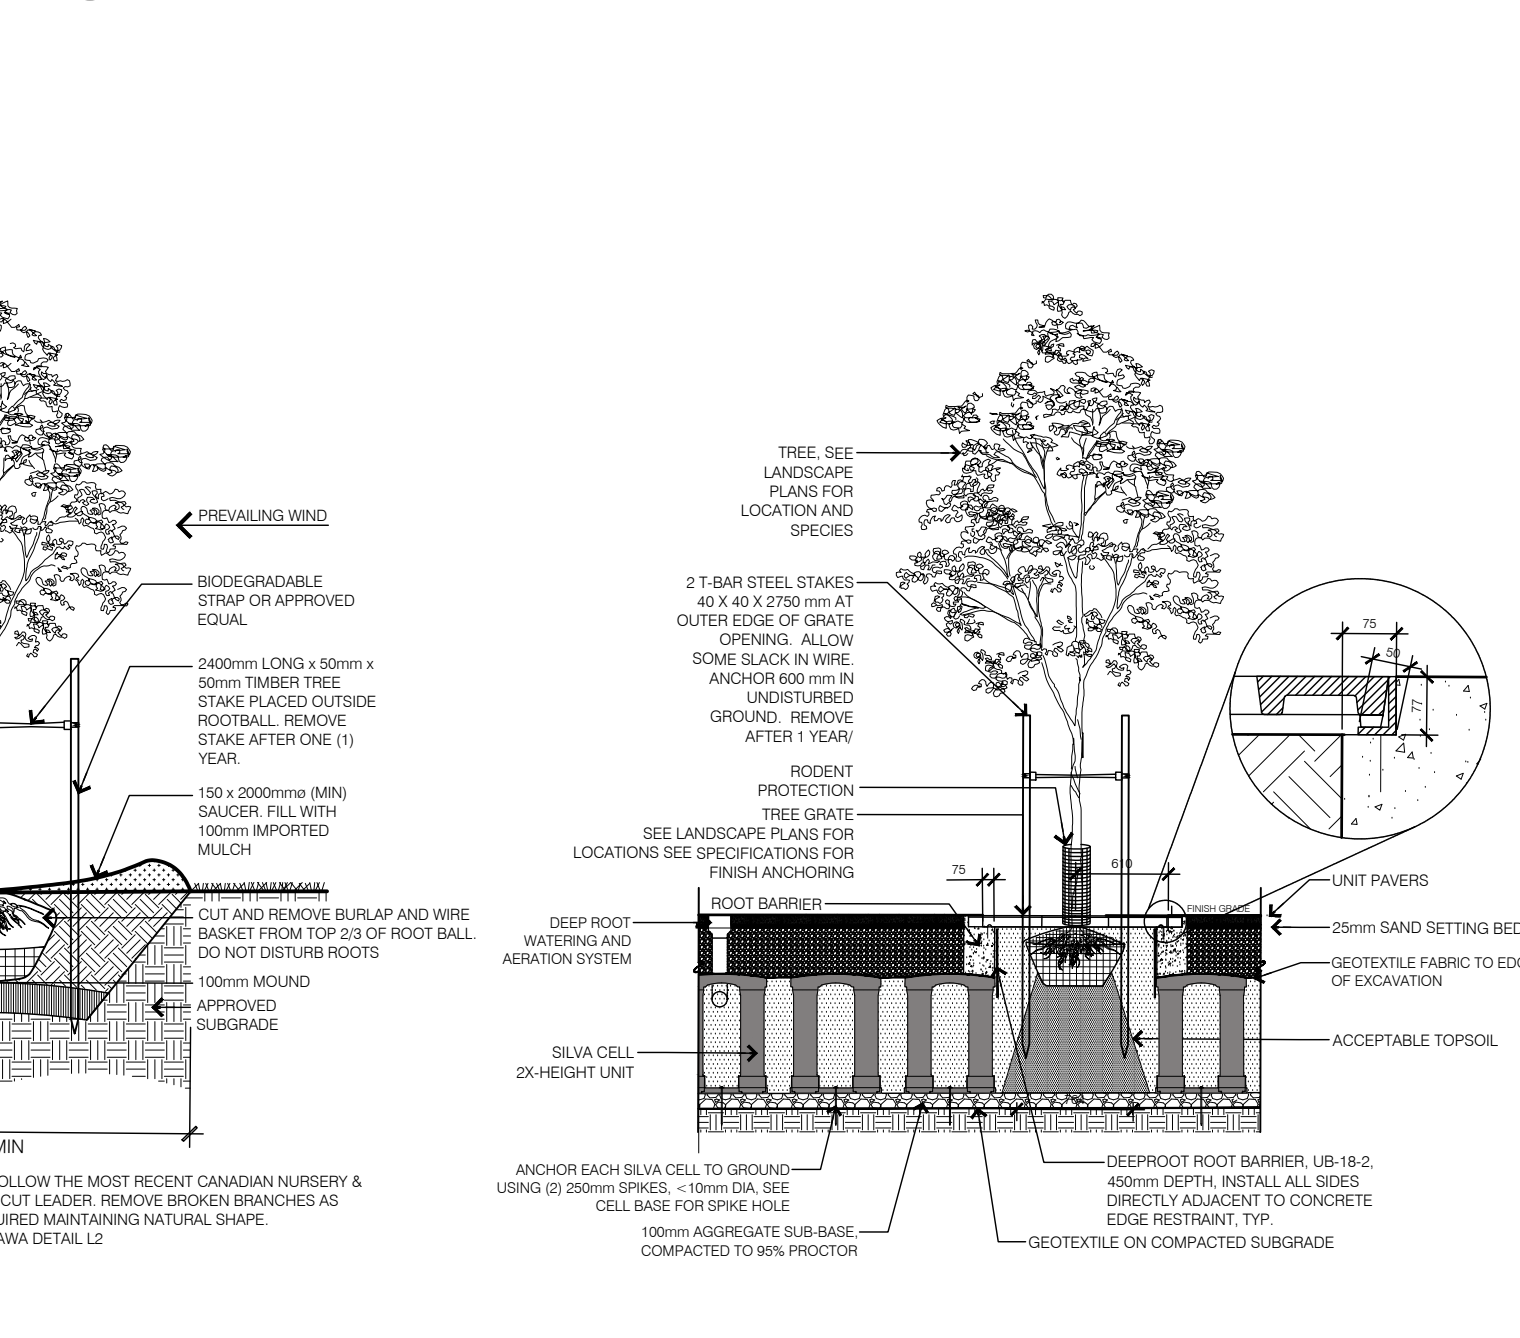 PREVAILING WIND
BIODEGRADABLE
STRAP OR APPROVED
EQUAL
2400mm LONG x 50mm x
50mm TIMBER TREE
STAKE PLACED OUTSIDE
ROOTBALL. REMOVE
STAKE AFTER ONE (1)
YEAR.
150 x 2000mmø (MIN)
SAUCER. FILL WITH
100mm IMPORTED
MULCH
CUT AND REMOVE BURLAP AND WIRE
BASKET FROM TOP 2/3 OF ROOT BALL.
DO NOT DISTURB ROOTS
100mm MOUND
APPROVED
SUBGRADE
MIN
OLLOW THE MOST RECENT CANADIAN NURSERY &
CUT LEADER. REMOVE BROKEN BRANCHES AS
UIRED MAINTAINING NATURAL SHAPE.
AWA DETAIL L2
TREE, SEE
LANDSCAPE
PLANS FOR
LOCATION AND
SPECIES
2 T-BAR STEEL STAKES
40 X 40 X 2750 mm AT
OUTER EDGE OF GRATE
OPENING. ALLOW
SOME SLACK IN WIRE.
ANCHOR 600 mm IN
UNDISTURBED
GROUND. REMOVE
AFTER 1 YEAR/
RODENT
PROTECTION
TREE GRATE
SEE LANDSCAPE PLANS FOR
LOCATIONS SEE SPECIFICATIONS FOR
FINISH ANCHORING
ROOT BARRIER
DEEP ROOT
WATERING AND
AERATION SYSTEM
SILVA CELL
2X-HEIGHT UNIT
ANCHOR EACH SILVA CELL TO GROUND
USING (2) 250mm SPIKES, <10mm DIA, SEE
CELL BASE FOR SPIKE HOLE
100mm AGGREGATE SUB-BASE,
COMPACTED TO 95% PROCTOR
75
610
FINISH GRADE
75
50
77
UNIT PAVERS
25mm SAND SETTING BED
GEOTEXTILE FABRIC TO EDG
OF EXCAVATION
ACCEPTABLE TOPSOIL
DEEPROOT ROOT BARRIER, UB-18-2,
450mm DEPTH, INSTALL ALL SIDES
DIRECTLY ADJACENT TO CONCRETE
EDGE RESTRAINT, TYP.
GEOTEXTILE ON COMPACTED SUBGRADE